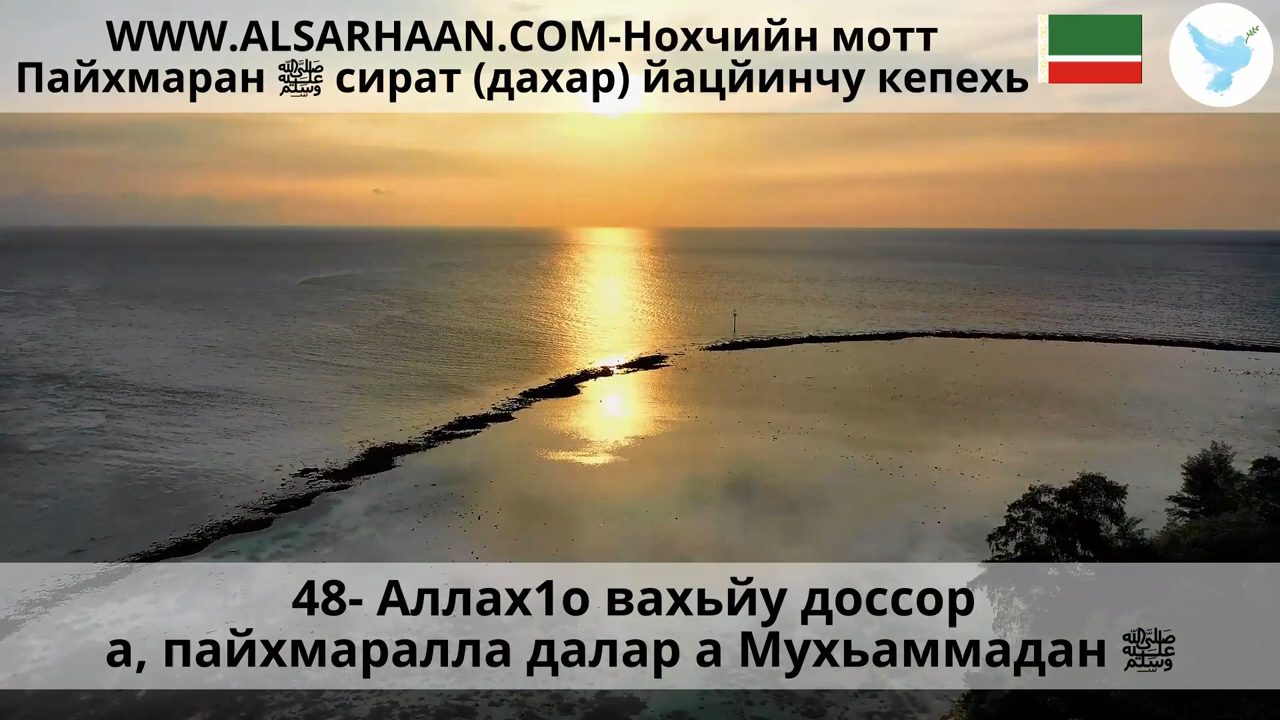 WWW.ALSARHAAN.COM-Нохчийн мотт
Пайхмаран ﷺ сират (дахар) йацйинчу кепехь
48- Аллах1о вахьйу доссор
а, пайхмаралла далар а Мухьаммадан ﷺ